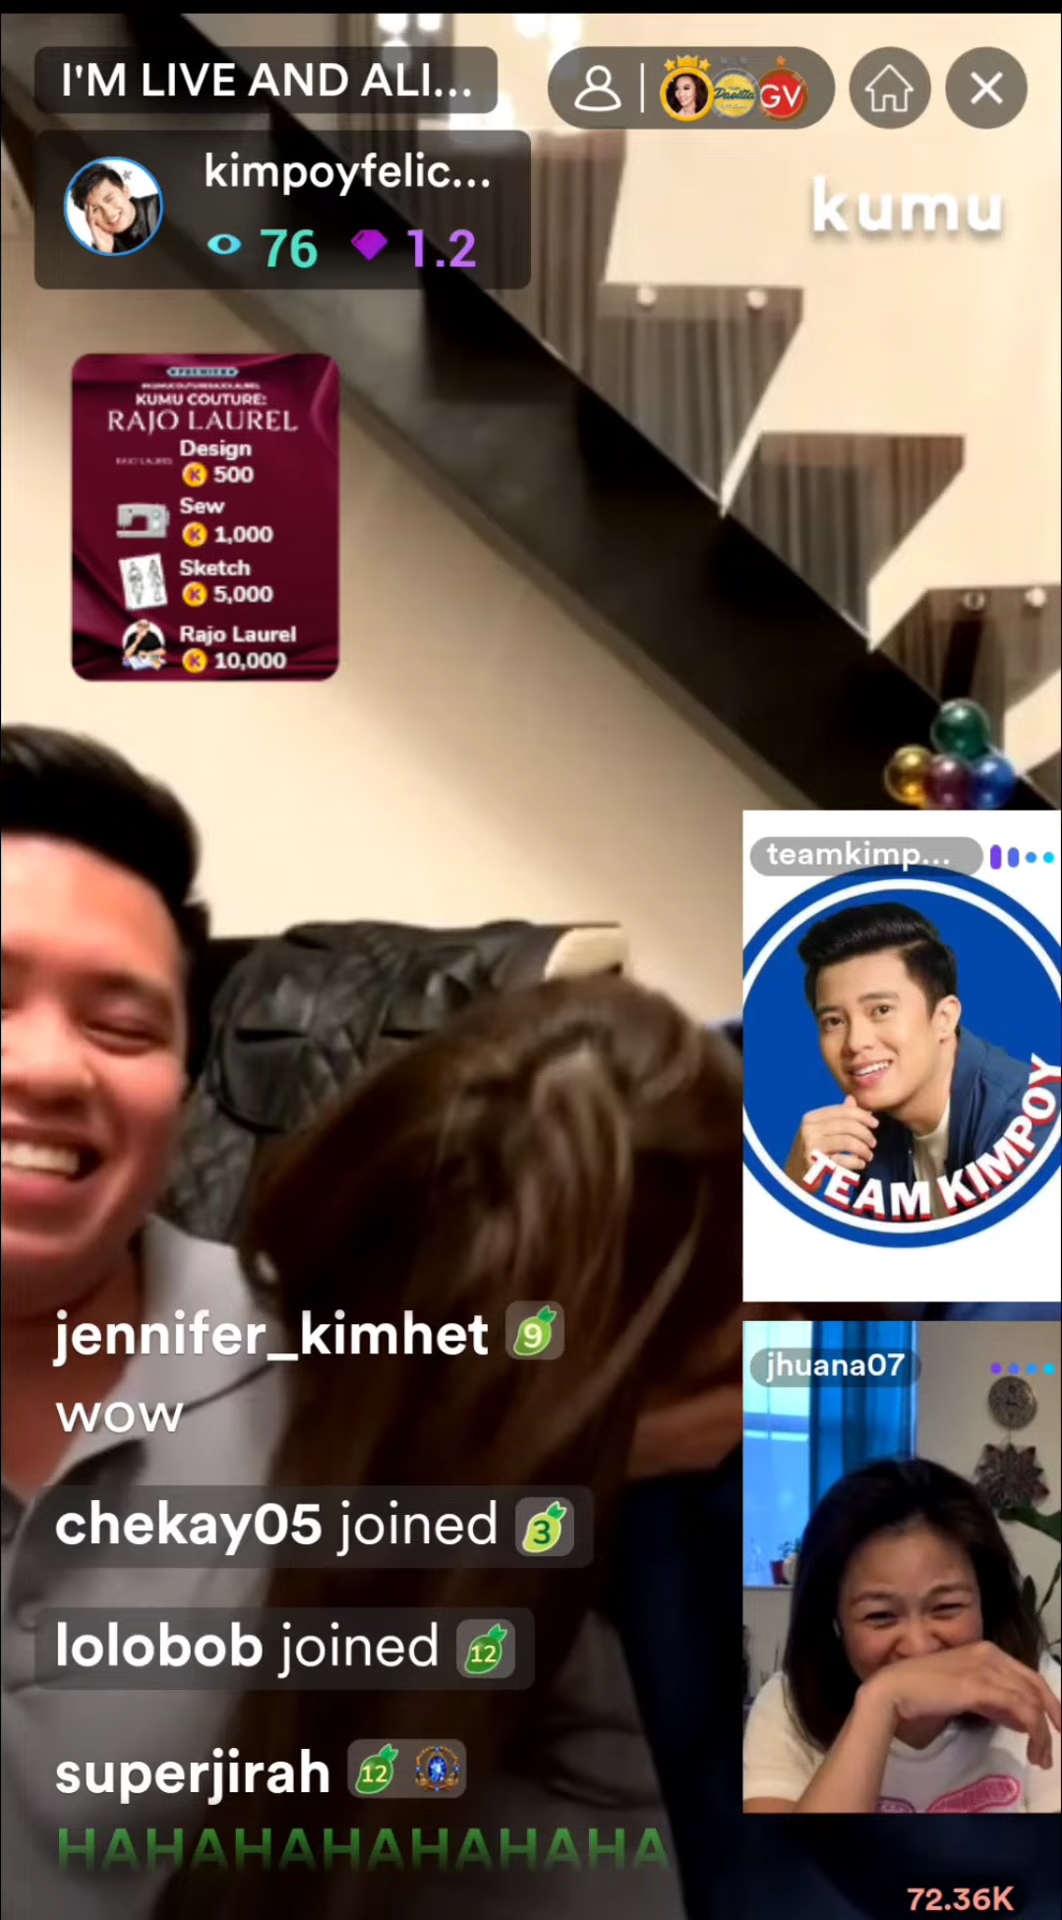 I'M LIVE AND ALI...
GV
kimpoyfelic...
76 1.2
kumu
PREMIER
KUMU COUTURE:
RAJO LAUREL
Design
500
Sew
1,000
Sketch
5,000
Rajo Laurel
10,000
teamkimp...
TEAM KIMPOY
jennifer_kimhet 9
wow
jhuana07
chekay05 joined 3
lolobob joined 12
superjirah 12
HAHAHAHAHAHAHA
72.36K